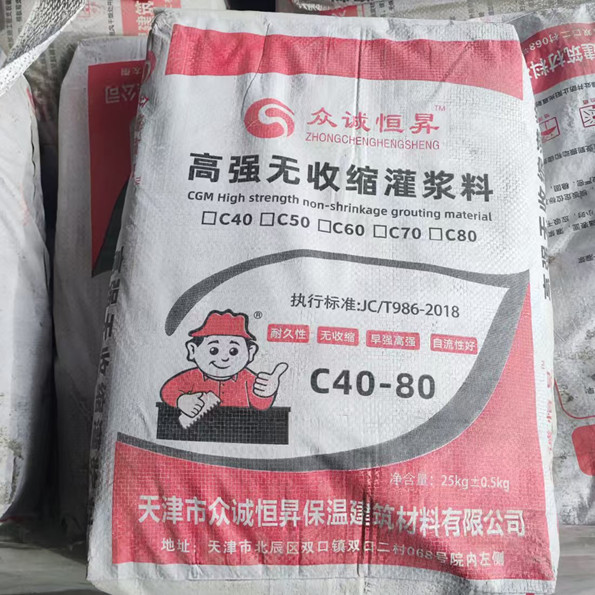 众诚恒昇™
ZHONGCHENGHENGSHENG
高强无收缩灌浆料
CGM High strength non-shrinkage grouting material
□C40 □C50 □C60 □C70 □C80
执行标准:JC/T986-2018
®
耐久性 无收缩 早强高强 自流性好
C40-80
净含量: 25kg±0.5kg
天津市众诚恒昇保温建筑材料有限公司
地址: 天津市北辰区双口镇双口二村068号院内左侧